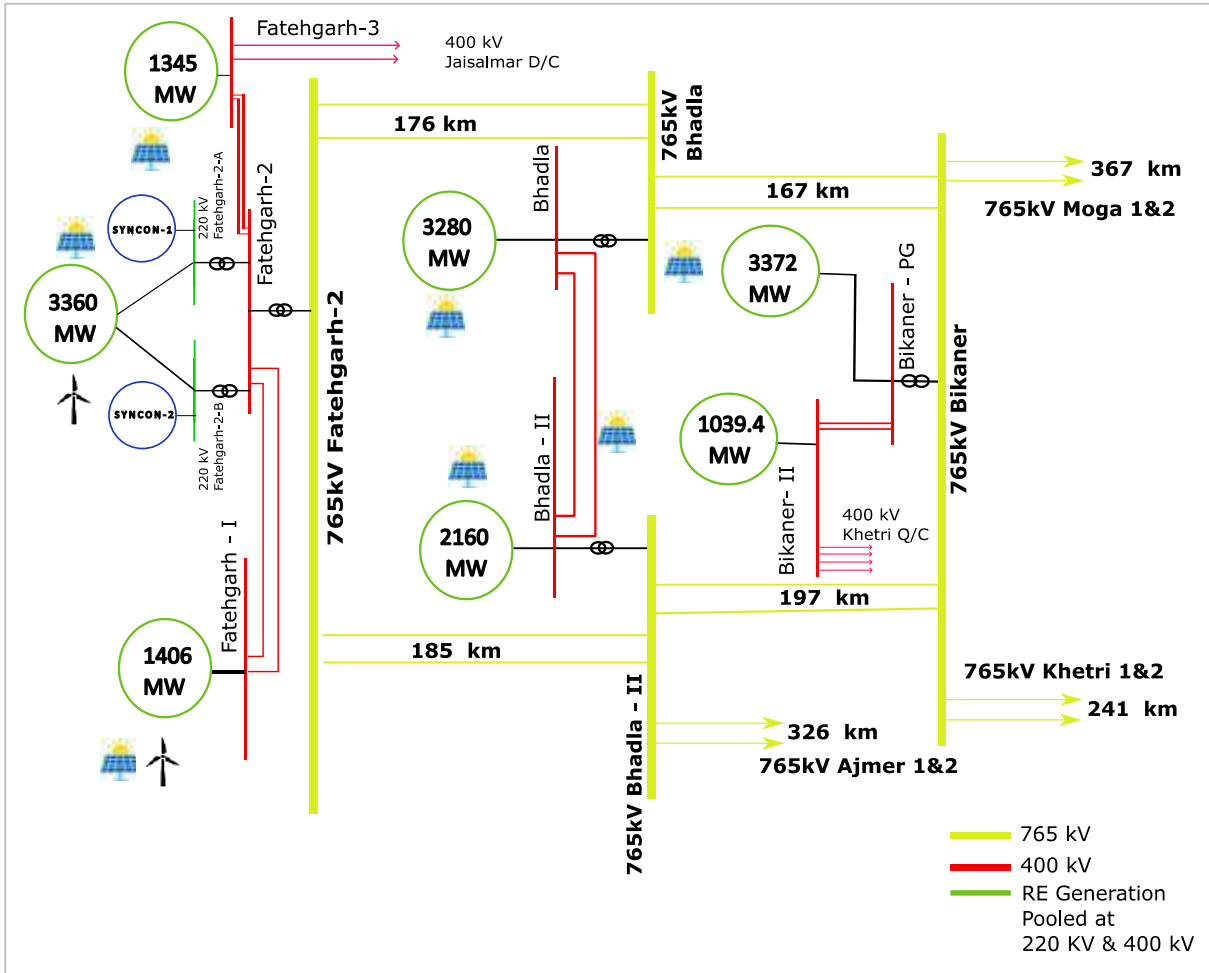 Fatehgarh-3
400 kV
Jaisalmar D/C
1345
MW
220 kV
Fatehgarh-2-A
SYNCON-1
Fatehgarh-2
3360
MW
SYNCON-2
220 kV
Fatehgarh-2-B
Fatehgarh - I
1406
MW
765kV Fatehgarh-2
176 km
185 km
765kV
Bhadla
Bhadla
3280
MW
Bhadla - II
2160
MW
765kV Bhadla - II
167 km
3372
MW
Bikaner - PG
1039.4
MW
Bikaner- II
400 kV
Khetri Q/C
197 km
765kV Bikaner
367 km
765kV Moga 1&2
765kV Khetri 1&2
241 km
326 km
765kV Ajmer 1&2
765 kV
400 kV
RE Generation
Pooled at
220 KV & 400 kV